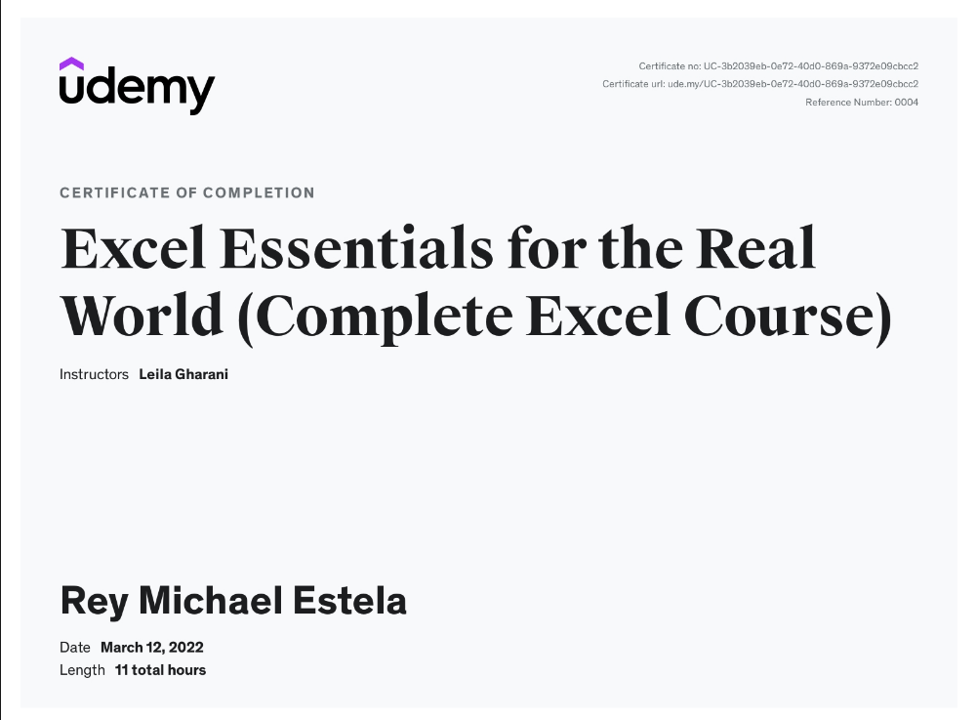 udemy
Certificate no: UC-3b2039eb-0e72-40d0-869a-9372e09cbcc2
Certificate url: ude.my/UC-3b2039eb-0e72-40d0-869a-9372e09cbcc2
Reference Number: 0004
CERTIFICATE OF COMPLETION
Excel Essentials for the Real
World (Complete Excel Course)
Instructors Leila Gharani
Rey Michael Estela
Date March 12, 2022
Length 11 total hours